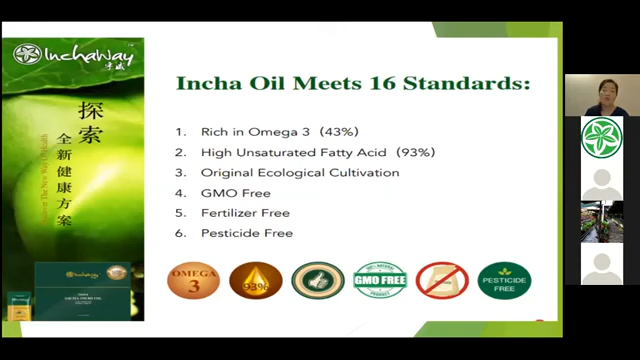 InchaWay
Incha Oil Meets 16 Standards:
1. Rich in Omega 3 (43%)
2. High Unsaturated Fatty Acid (93%)
3. Original Ecological Cultivation
4. GMO Free
5. Fertilizer Free
6. Pesticide Free
探索
全新健康方案
OMEGA
3
93%
GMO FREE
PESTICIDE
FREE